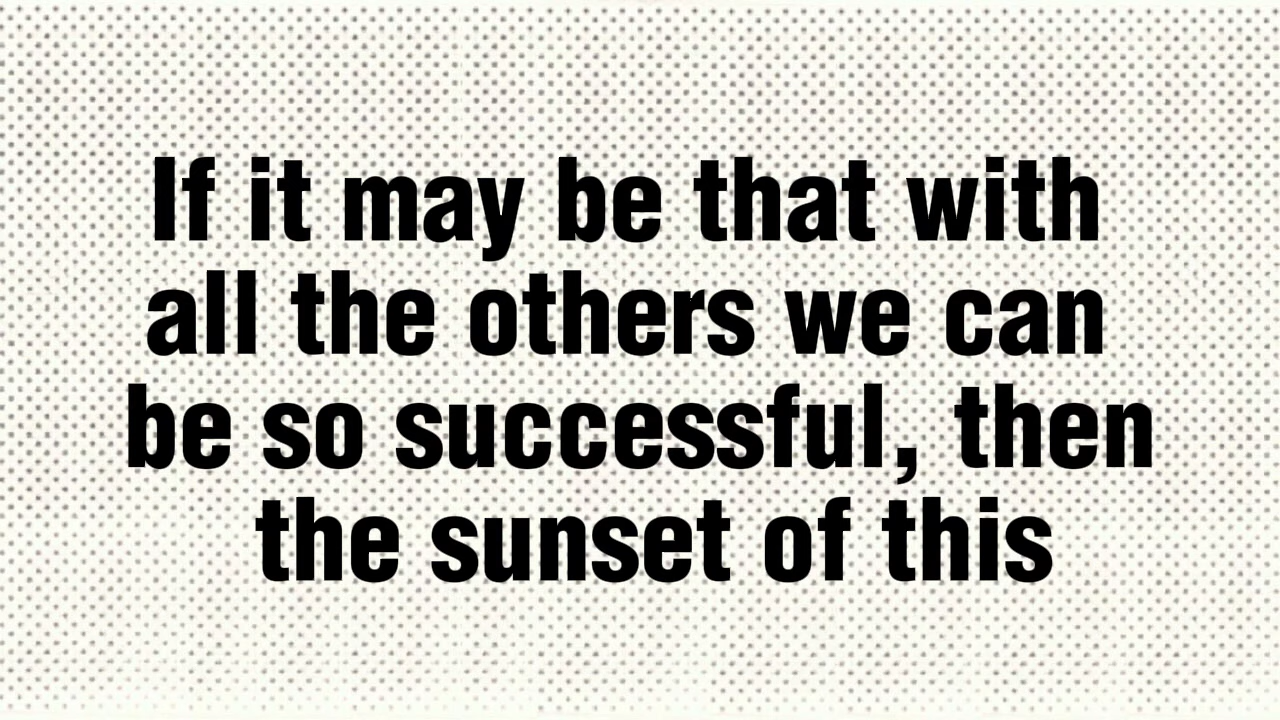 If it may be that with
all the others we can
be so successful, then
the sunset of this